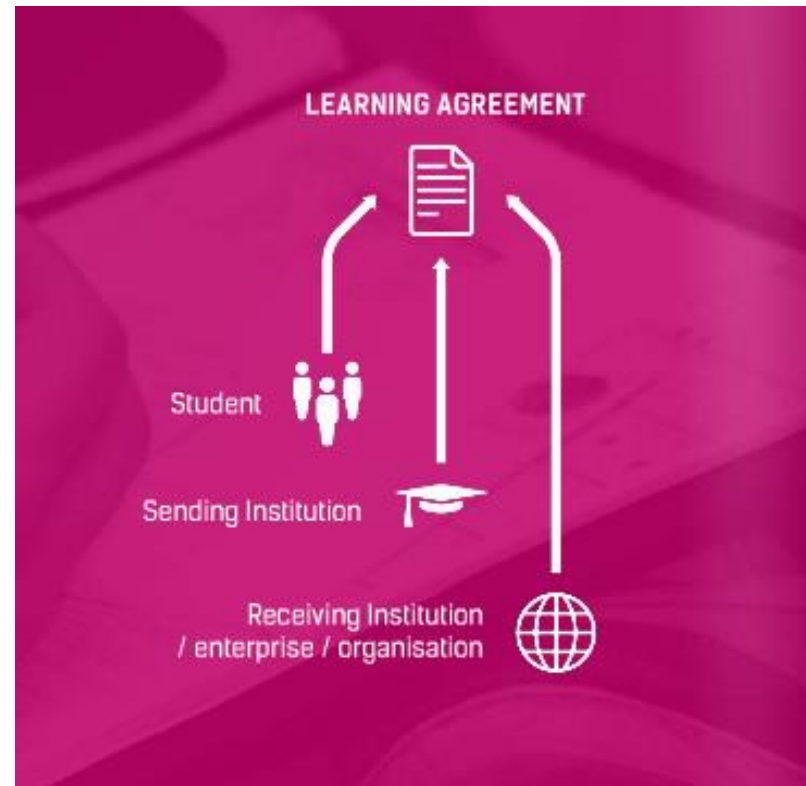 LEARNING AGREEMENT
Student
Sending Institution
Receiving Institution
/ enterprise / organisation